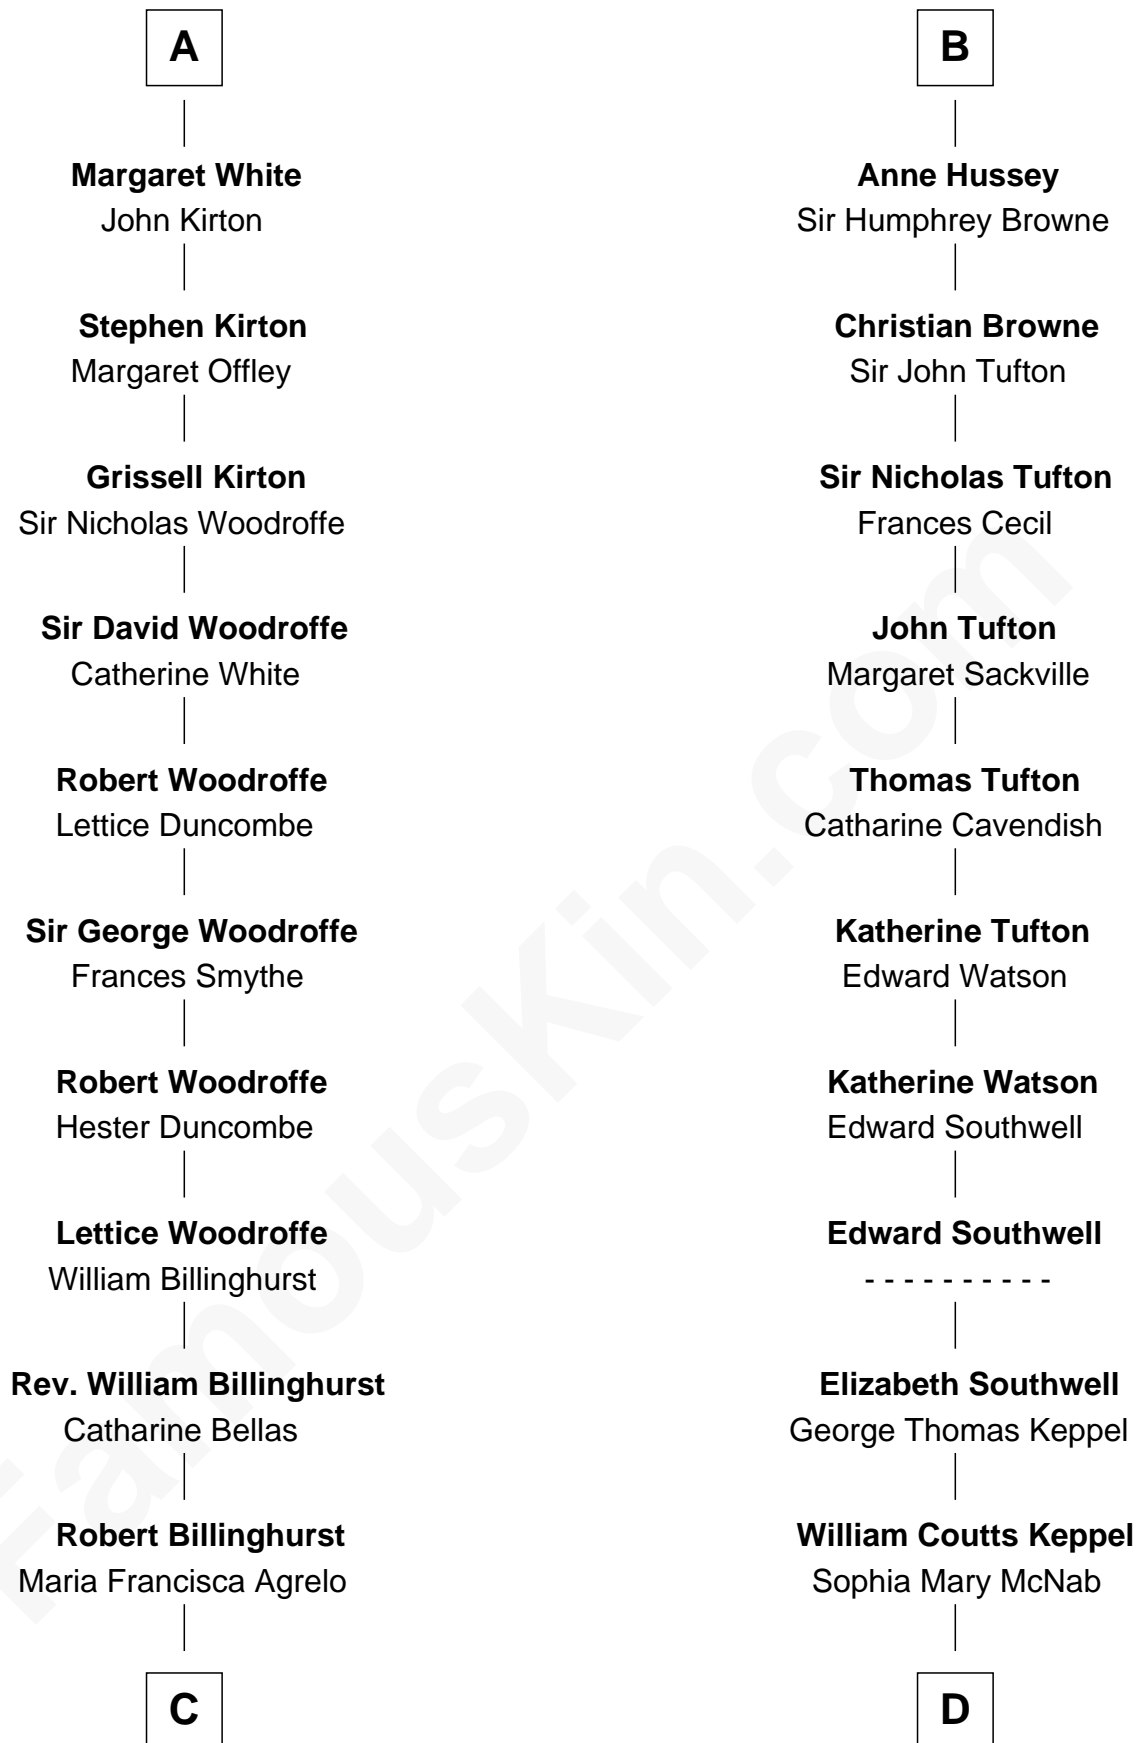 A
Margaret White
John Kirton
Stephen Kirton
Margaret Offley
Grissell Kirton
Sir Nicholas Woodroffe
Sir David Woodroffe
Catherine White
Robert Woodroffe
Lettice Duncombe
Sir George Woodroffe
Frances Smythe
Robert Woodroffe
Hester Duncombe
Lettice Woodroffe
William Billinghurst
Rev. William Billinghurst
Catharine Bellas
Robert Billinghurst
Maria Francisca Agrelo
C
B
Anne Hussey
Sir Humphrey Browne
Christian Browne
Sir John Tufton
Sir Nicholas Tufton
Frances Cecil
John Tufton
Margaret Sackville
Thomas Tufton
Catharine Cavendish
Katherine Tufton
Edward Watson
Katherine Watson
Edward Southwell
Edward Southwell
- - - - - - - - - -
Elizabeth Southwell
George Thomas Keppel
William Coutts Keppel
Sophia Mary McNab
D
FamousKin.com